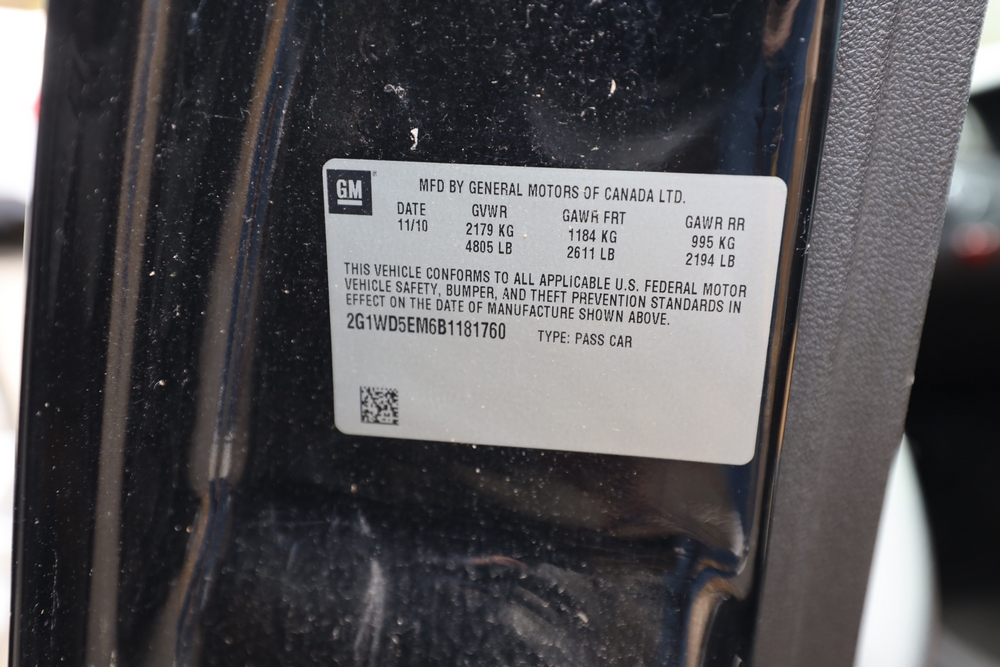 GM
MFD BY GENERAL MOTORS OF CANADA LTD.
DATE GVWR GAWR FRT GAWR RR
11/10 2179 KG 1184 KG 995 KG
4805 LB 2611 LB 2194 LB
THIS VEHICLE CONFORMS TO ALL APPLICABLE U.S. FEDERAL MOTOR
VEHICLE SAFETY, BUMPER, AND THEFT PREVENTION STANDARDS IN
EFFECT ON THE DATE OF MANUFACTURE SHOWN ABOVE.
2G1WD5EM6B1181760 TYPE: PASS CAR